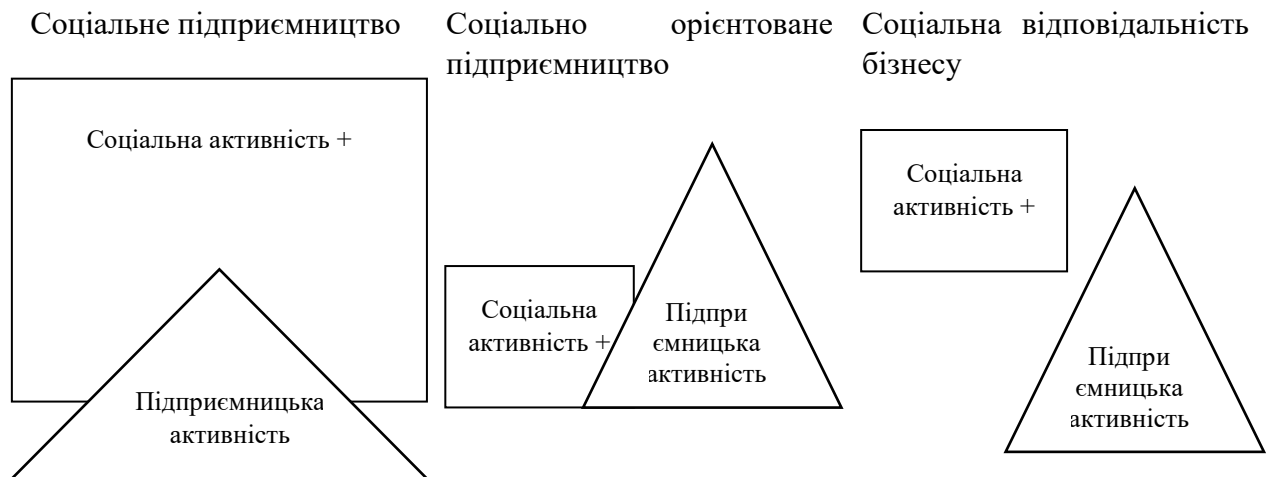 Соціальне підприємництво
Соціально орієнтоване
підприємництво
Соціальна відповідальність
бізнесу
Соціальна активність +
Підприємницька
активність
Соціальна
активність +
Підпри
ємницька
активність
Соціальна
активність +
Підпри
ємницька
активність